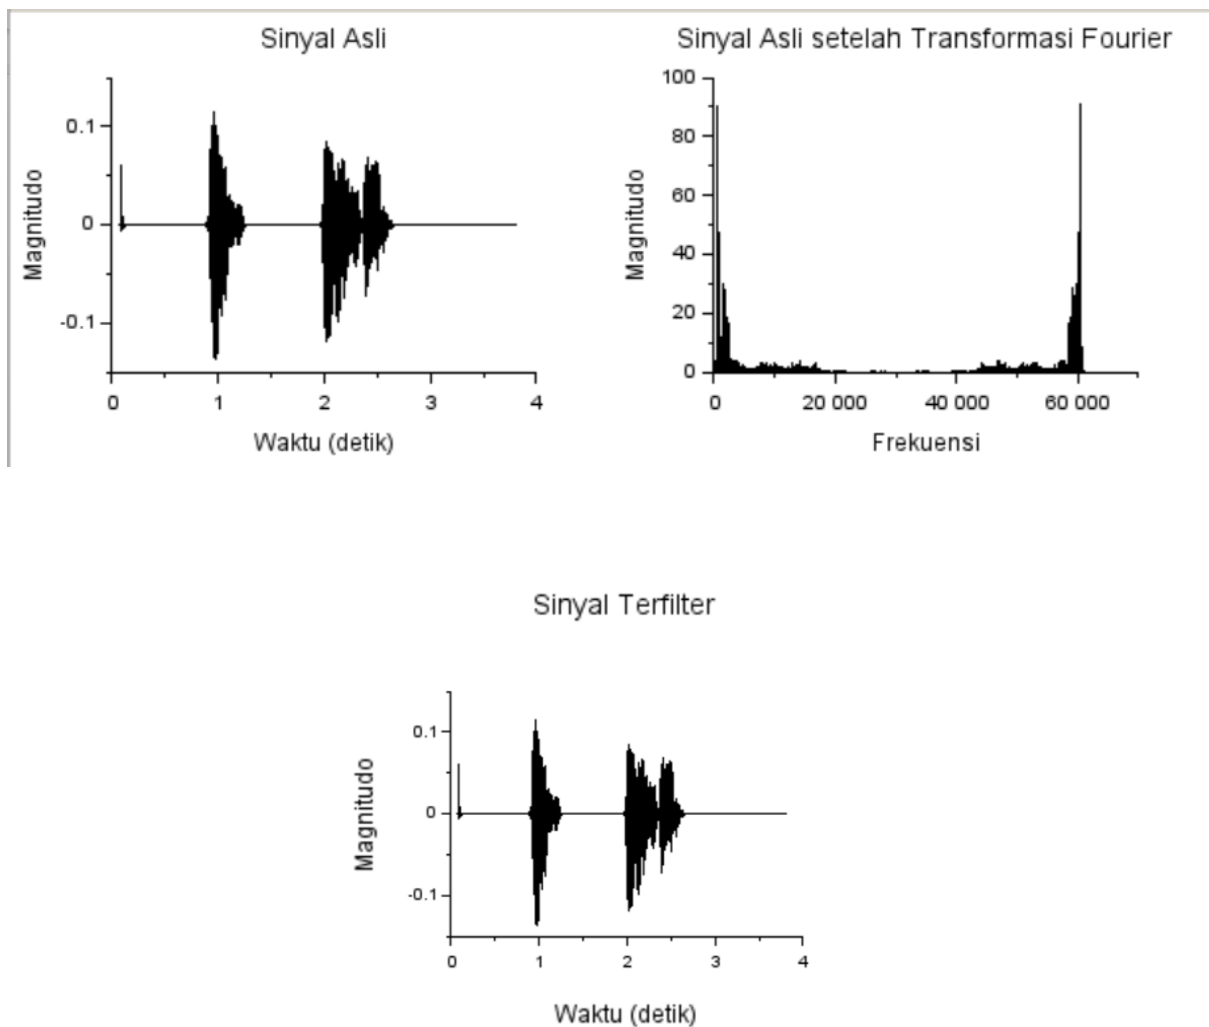 Sinyal Asli
0.1
0
-0.1
0 1 2 3 4
Magnitudo
Waktu (detik)
Sinyal Asli setelah Transformasi Fourier
100
80
60
40
20
0
0 20 000 40 000 60 000
Magnitudo
Frekuensi
Sinyal Terfilter
0.1
0
-0.1
0 1 2 3 4
Magnitudo
Waktu (detik)